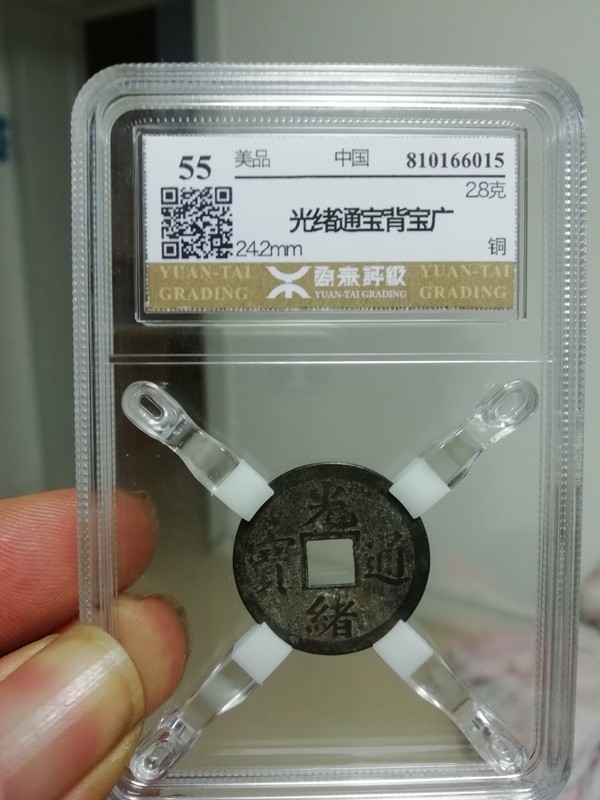 55 美品 中国 810166015
2.8克
光绪通宝背宝广
24.2mm 铜
YUAN-TAI GRADING 源泰評級 YUAN-TAI GRADING YUAN-TAI GRADING
光
寶 通
緒